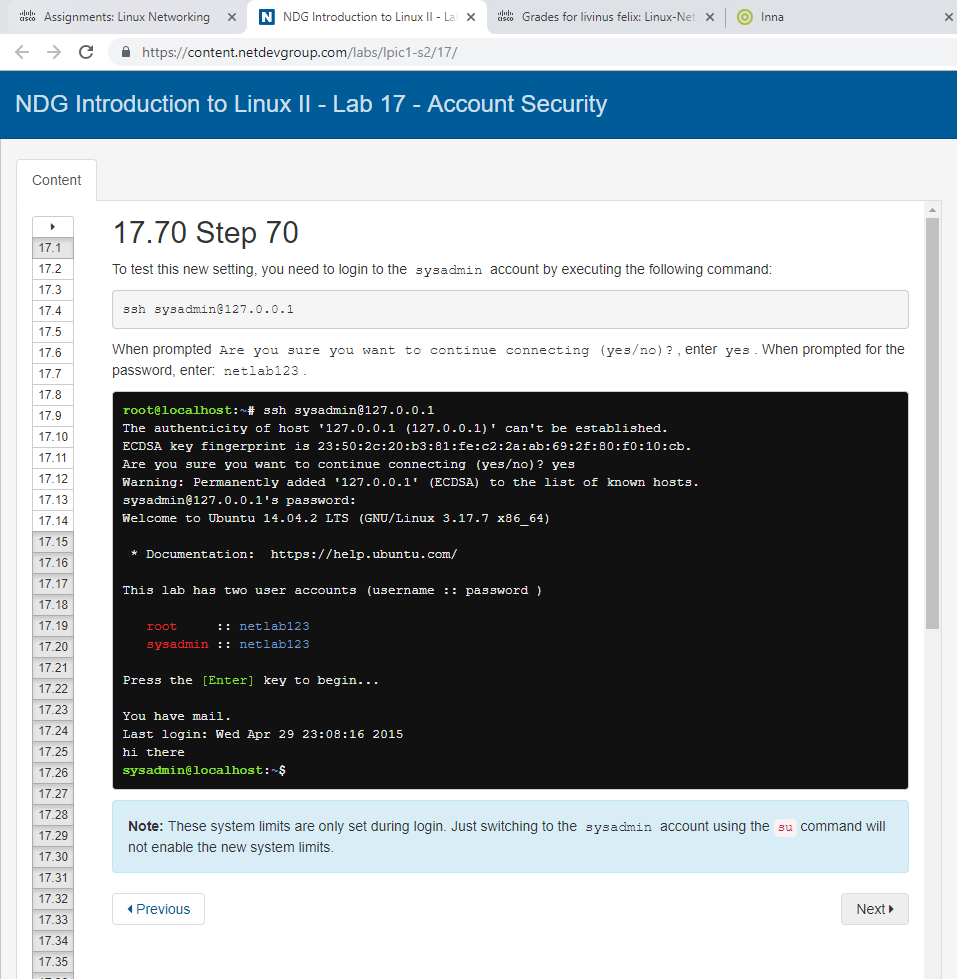 cisco Assignments: Linux Networking
N NDG Introduction to Linux II - La
cisco Grades for livinus felix: Linux-Net
Inna
https://content.netdevgroup.com/labs/lpic1-s2/17/
NDG Introduction to Linux II - Lab 17 - Account Security
Content
17.1
17.2
17.3
17.4
17.5
17.6
17.7
17.8
17.9
17.10
17.11
17.12
17.13
17.14
17.15
17.16
17.17
17.18
17.19
17.20
17.21
17.22
17.23
17.24
17.25
17.26
17.27
17.28
17.29
17.30
17.31
17.32
17.33
17.34
17.35
17.70 Step 70
To test this new setting, you need to login to the sysadmin account by executing the following command:
ssh sysadmin@127.0.0.1
When prompted Are you sure you want to continue connecting (yes/no)?, enter yes. When prompted for the
password, enter: netlab123.
root@localhost:~# ssh sysadmin@127.0.0.1
The authenticity of host '127.0.0.1 (127.0.0.1)' can't be established.
ECDSA key fingerprint is 23:50:2c:20:b3:81:fe:c2:2a:ab:69:2f:80:f0:10:cb.
Are you sure you want to continue connecting (yes/no)? yes
Warning: Permanently added '127.0.0.1' (ECDSA) to the list of known hosts.
sysadmin@127.0.0.1's password:
Welcome to Ubuntu 14.04.2 LTS (GNU/Linux 3.17.7 x86_64)
* Documentation: https://help.ubuntu.com/
This lab has two user accounts (username :: password )
root :: netlab123
sysadmin :: netlab123
Press the [Enter] key to begin...
You have mail.
Last login: Wed Apr 29 23:08:16 2015
hi there
sysadmin@localhost:~$
Note: These system limits are only set during login. Just switching to the sysadmin account using the su command will
not enable the new system limits.
Previous
Next